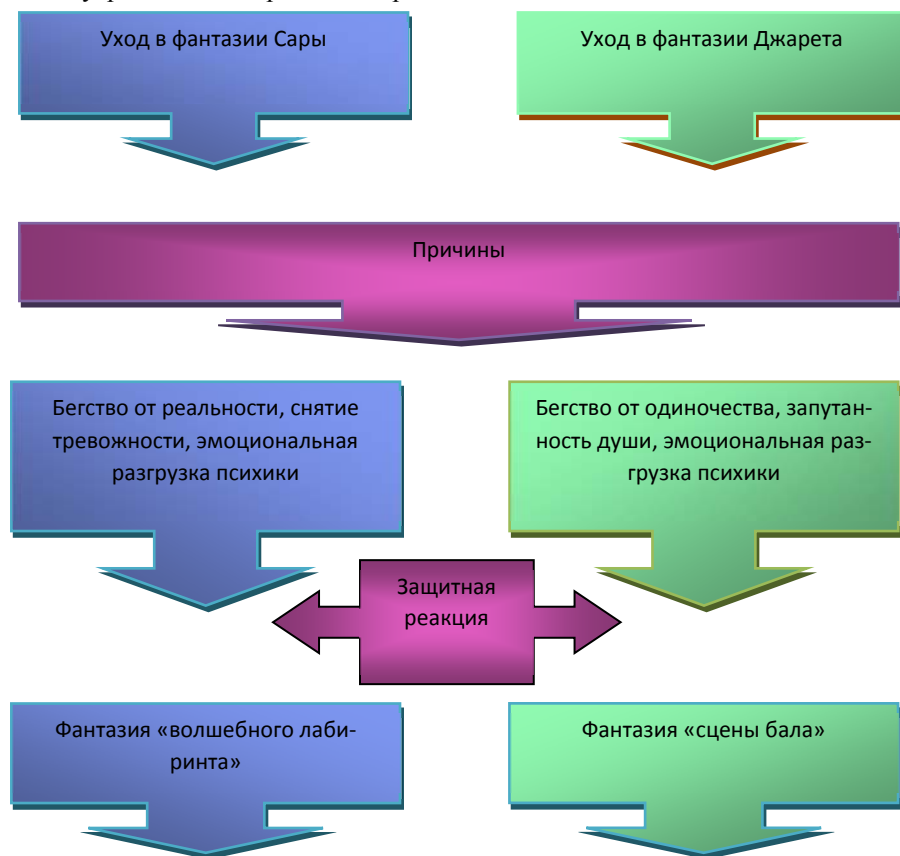 Уход в фантазии Сары
Уход в фантазии Джарета
Причины
Бегство от реальности, снятие
тревожности, эмоциональная
разгрузка психики
Бегство от одиночества, запутан-
ность души, эмоциональная раз-
грузка психики
Защитная
реакция
Фантазия «волшебного лаби-
ринта»
Фантазия «сцены бала»